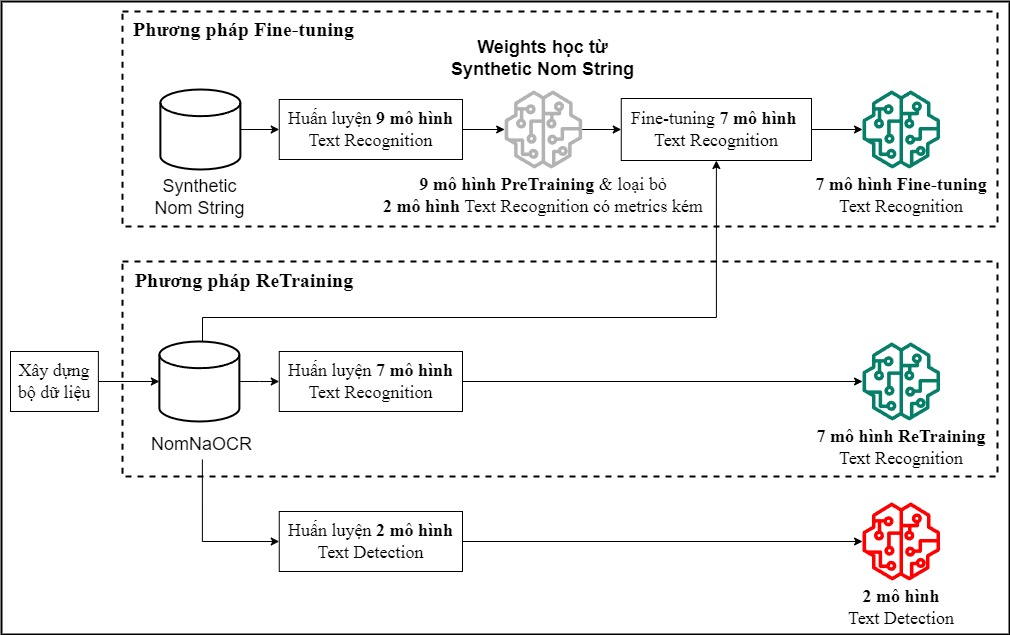 Phương pháp Fine-tuning
Weights học từ
Synthetic Nom String
Huấn luyện 9 mô hình
Text Recognition
Fine-tuning 7 mô hình
Text Recognition
Synthetic
Nom String
9 mô hình PreTraining & loại bỏ
2 mô hình Text Recognition có metrics kém
7 mô hình Fine-tuning
Text Recognition
Phương pháp ReTraining
Xây dựng
bộ dữ liệu
NomNaOCR
Huấn luyện 7 mô hình
Text Recognition
7 mô hình ReTraining
Text Recognition
Huấn luyện 2 mô hình
Text Detection
2 mô hình
Text Detection